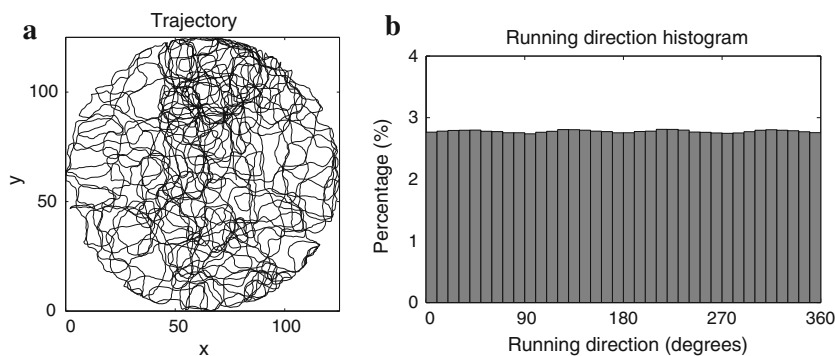 a
Trajectory
y
100
50
0
0
50
100
x
b
Running direction histogram
Percentage (%)
4
3
2
1
0
0
90
180
270
360
Running direction (degrees)